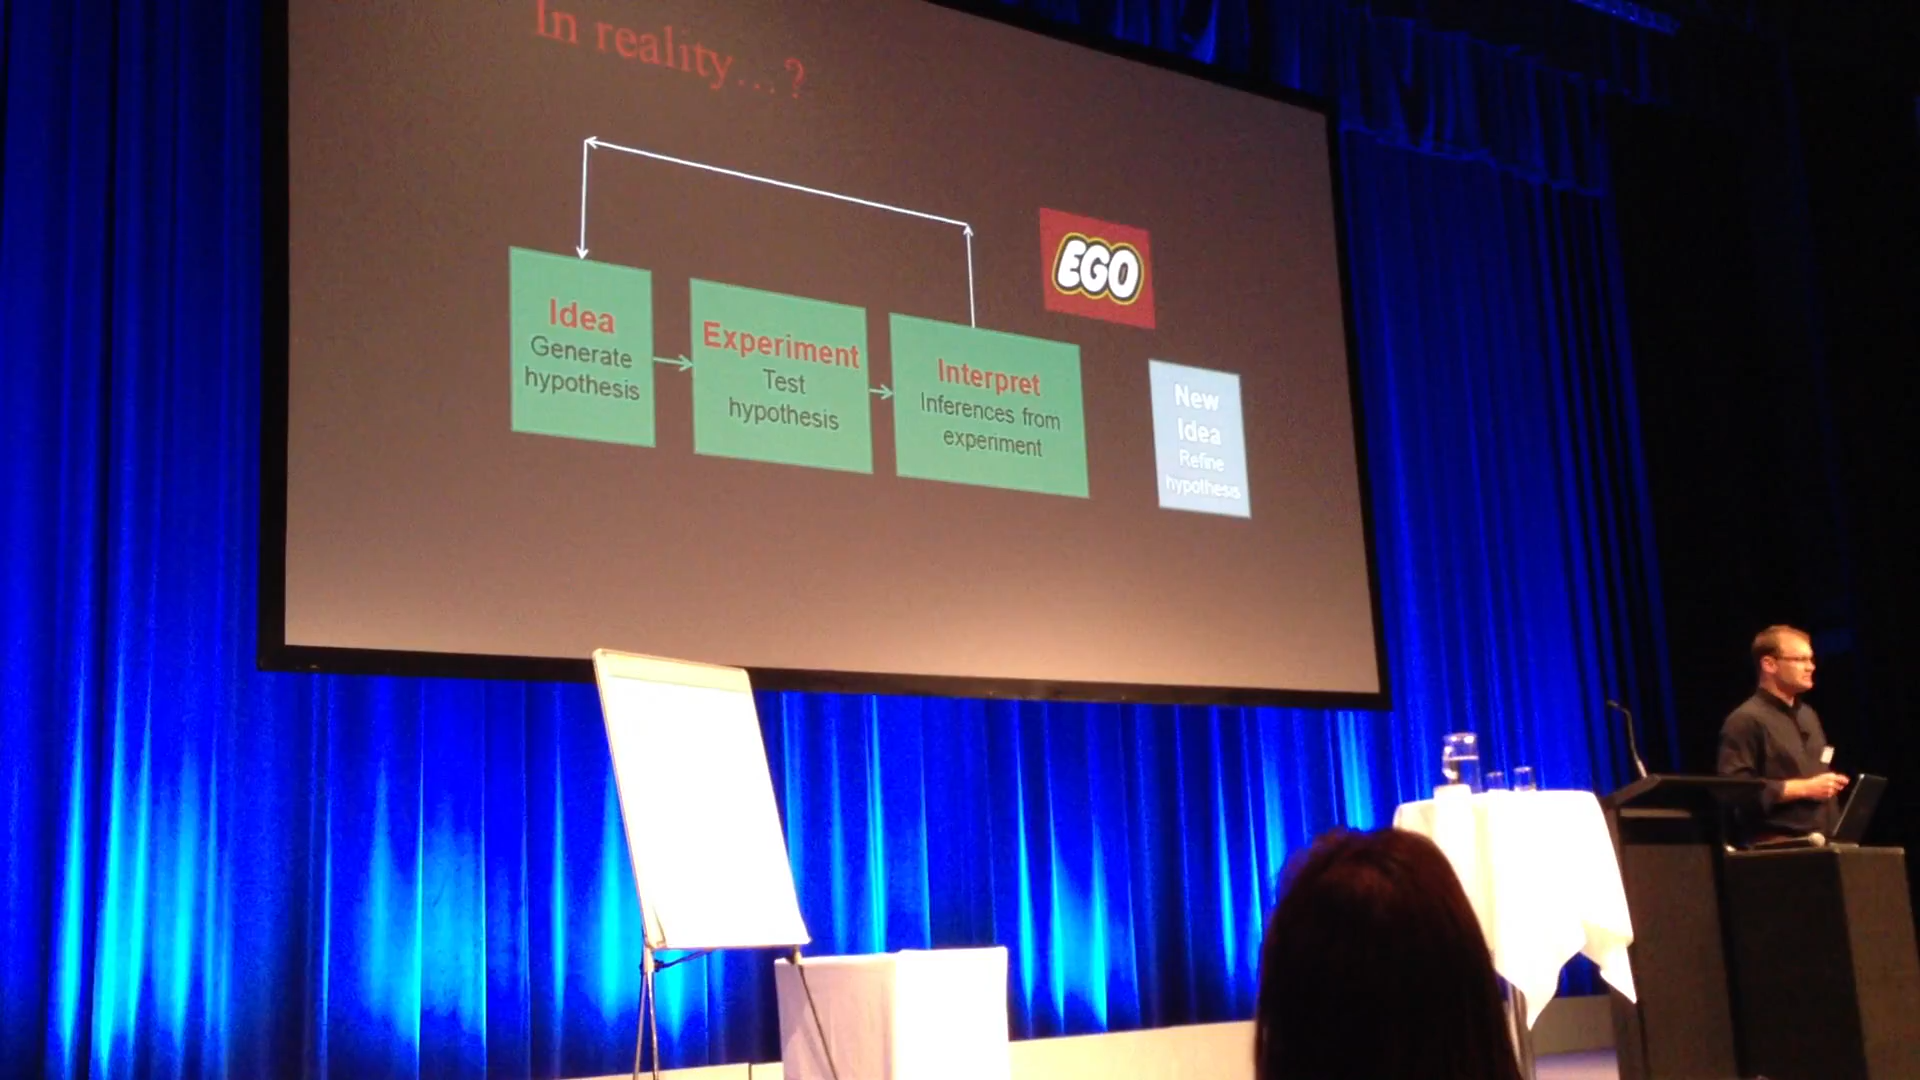 In reality...?
EGO
Idea
Generate
hypothesis
Experiment
Test
hypothesis
Interpret
Inferences from
experiment
New
Idea
Refine
hypothesis